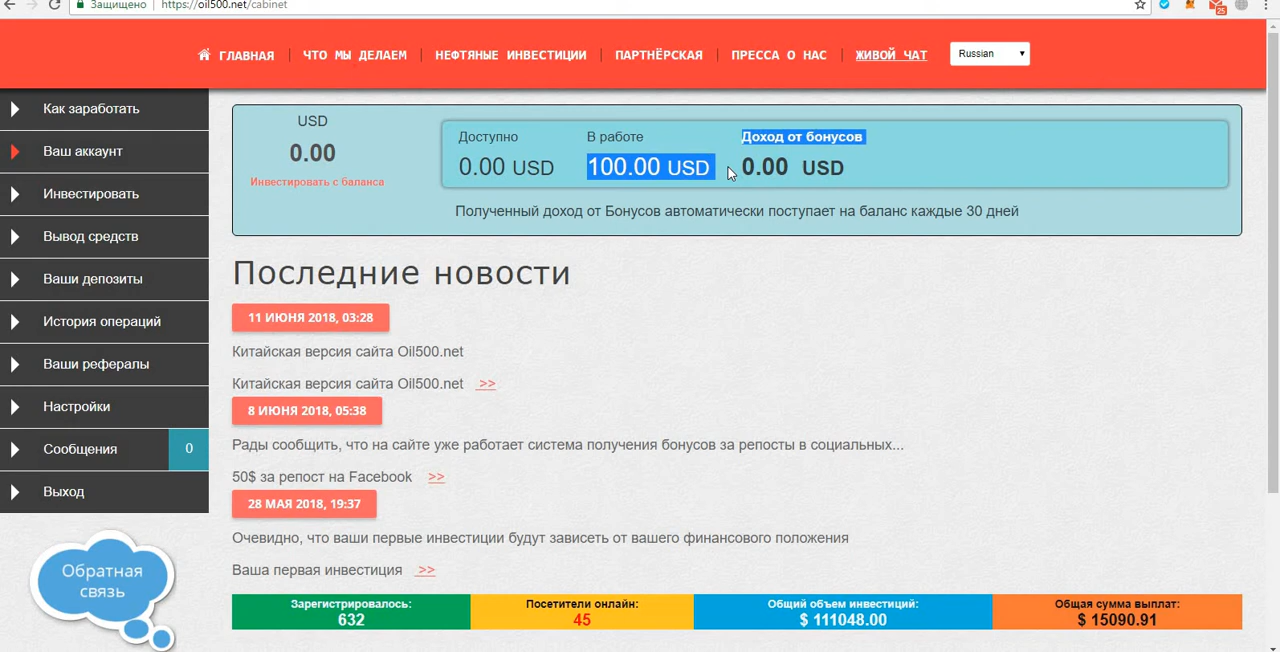 Защищено https://oil500.net/cabinet
25
ГЛАВНАЯ ЧТО МЫ ДЕЛАЕМ НЕФТЯНЫЕ ИНВЕСТИЦИИ ПАРТНЁРСКАЯ ПРЕССА О НАС ЖИВОЙ ЧАТ Russian
Как заработать
Ваш аккаунт
Инвестировать
Вывод средств
Ваши депозиты
История операций
Ваши рефералы
Настройки
Сообщения 0
Выход
Обратная
связь
USD
0.00
Инвестировать с баланса
Доступно В работе Доход от бонусов
0.00 USD 100.00 USD 0.00 USD
Полученный доход от Бонусов автоматически поступает на баланс каждые 30 дней
Последние новости
11 ИЮНЯ 2018, 03:28
Китайская версия сайта Oil500.net
Китайская версия сайта Oil500.net >>
8 ИЮНЯ 2018, 05:38
Рады сообщить, что на сайте уже работает система получения бонусов за репосты в социальных...
50$ за репост на Facebook >>
28 МАЯ 2018, 19:37
Очевидно, что ваши первые инвестиции будут зависеть от вашего финансового положения
Ваша первая инвестиция >>
Зарегистрировалось: Посетители онлайн: Общий объем инвестиций: Общая сумма выплат:
632 45 $ 111048.00 $ 15090.91